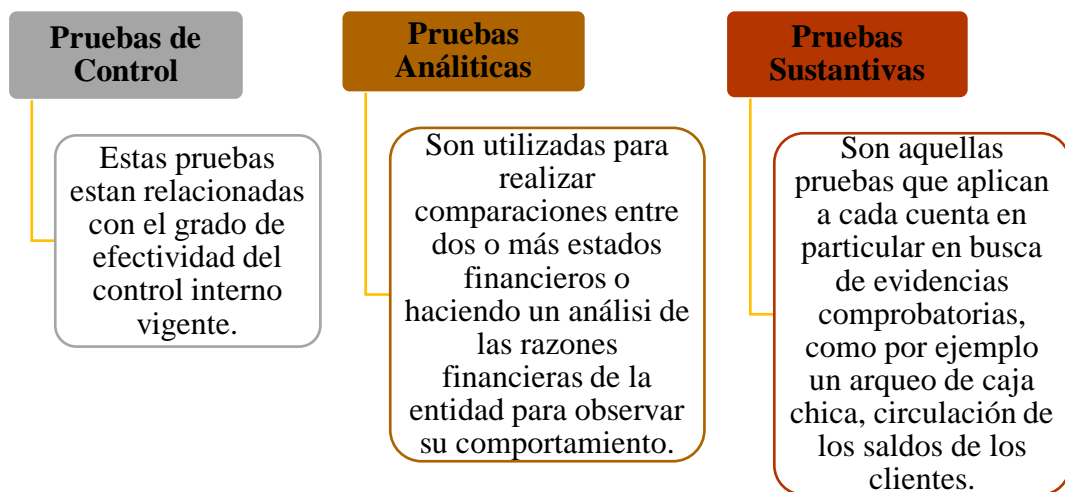 Pruebas de
Control
Estas pruebas
estan relacionadas
con el grado de
efectividad del
control interno
vigente.
Pruebas
Análiticas
Son utilizadas para
realizar
comparaciones entre
dos o más estados
financieros o
haciendo un análisi de
las razones
financieras de la
entidad para observar
su comportamiento.
Pruebas
Sustantivas
Son aquellas
pruebas que aplican
a cada cuenta en
particular en busca
de evidencias
comprobatorias,
como por ejemplo
un arqueo de caja
chica, circulación de
los saldos de los
clientes.